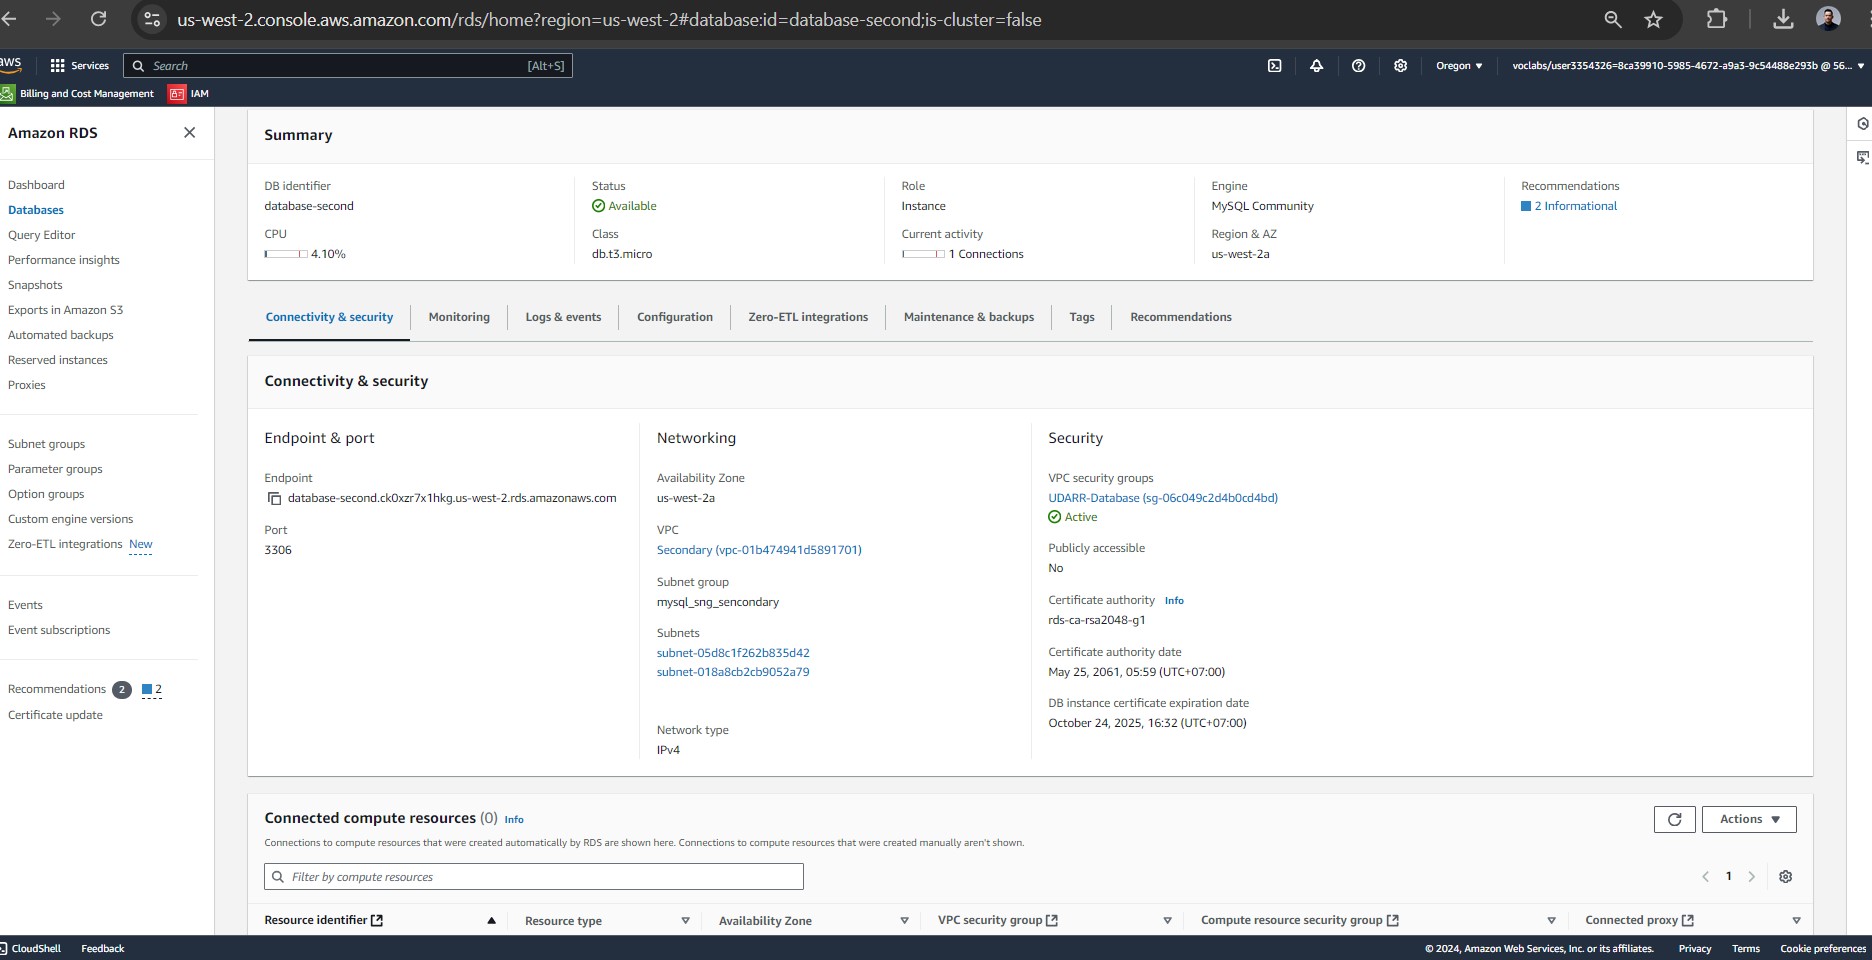 us-west-2.console.aws.amazon.com/rds/home?region=us-west-2#database:id=database-second;is-cluster=false
aws
Services
Search
[Alt+S]
Oregon
voclabs/user3354326=8ca39910-5985-4672-a9a3-9c54488e293b @ 56...
Billing and Cost Management
IAM
Amazon RDS
Dashboard
Databases
Query Editor
Performance insights
Snapshots
Exports in Amazon S3
Automated backups
Reserved instances
Proxies
Subnet groups
Parameter groups
Option groups
Custom engine versions
Zero-ETL integrations New
Events
Event subscriptions
Recommendations 2 2
Certificate update
Summary
DB identifier
database-second
Status
Available
Role
Instance
Engine
MySQL Community
Recommendations
2 Informational
CPU
4.10%
Class
db.t3.micro
Current activity
1 Connections
Region & AZ
us-west-2a
Connectivity & security
Monitoring
Logs & events
Configuration
Zero-ETL integrations
Maintenance & backups
Tags
Recommendations
Connectivity & security
Endpoint & port
Endpoint
database-second.ck0xzr7x1hkg.us-west-2.rds.amazonaws.com
Port
3306
Networking
Availability Zone
us-west-2a
VPC
Secondary (vpc-01b474941d5891701)
Subnet group
mysql_sng_sencondary
Subnets
subnet-05d8c1f262b835d42
subnet-018a8cb2cb9052a79
Network type
IPv4
Security
VPC security groups
UDARR-Database (sg-06c049c2d4b0cd4bd)
Active
Publicly accessible
No
Certificate authority Info
rds-ca-rsa2048-g1
Certificate authority date
May 25, 2061, 05:59 (UTC+07:00)
DB instance certificate expiration date
October 24, 2025, 16:32 (UTC+07:00)
Connected compute resources (0) Info
Actions
Connections to compute resources that were created automatically by RDS are shown here. Connections to compute resources that were created manually aren't shown.
Filter by compute resources
1
Resource identifier
Resource type
Availability Zone
VPC security group
Compute resource security group
Connected proxy
CloudShell
Feedback
© 2024, Amazon Web Services, Inc. or its affiliates.
Privacy
Terms
Cookie preferences